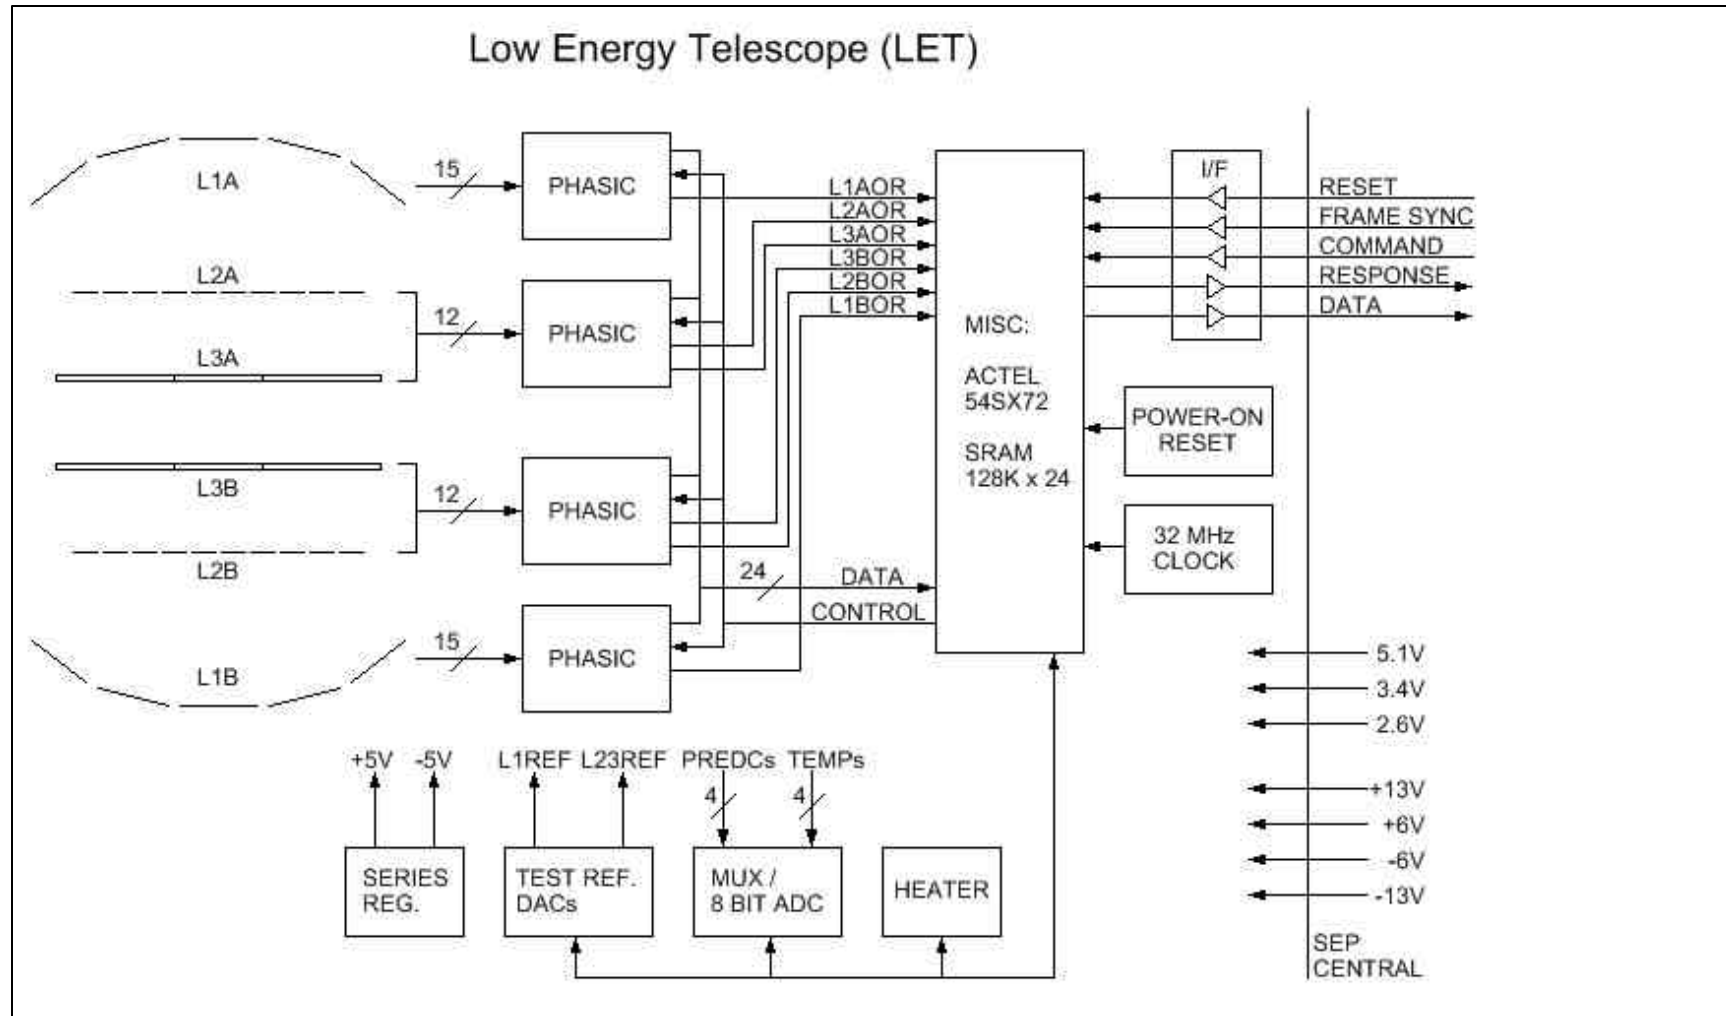 Low Energy Telescope (LET)
L1A
15
PHASIC
L2A
12
PHASIC
L3A
L3B
12
PHASIC
L2B
15
PHASIC
L1B
L1AOR
L2AOR
L3AOR
L3BOR
L2BOR
L1BOR
24
DATA
CONTROL
MISC:
ACTEL
54SX72
SRAM
128K x 24
I/F
RESET
FRAME SYNC
COMMAND
RESPONSE
DATA
POWER-ON
RESET
32 MHz
CLOCK
5.1V
3.4V
2.6V
+13V
+6V
-6V
-13V
SEP
CENTRAL
+5V -5V
SERIES
REG.
L1REF L23REF
TEST REF.
DACs
PREDCs TEMPs
4 4
MUX /
8 BIT ADC
HEATER